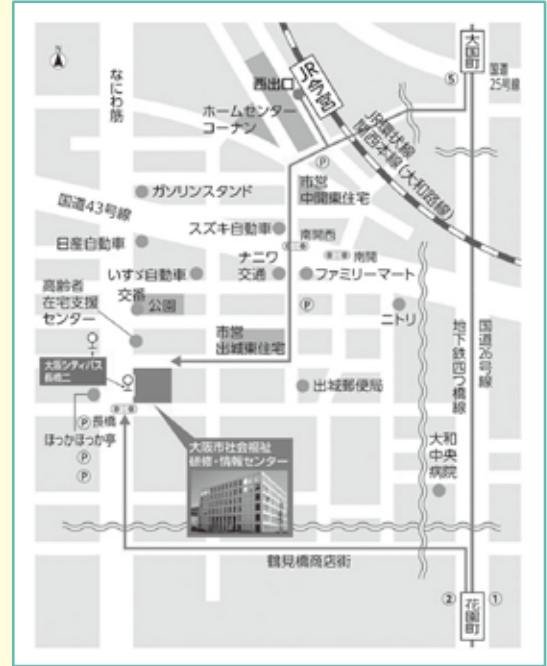 N
なにわ筋
大国町
⑤
国道
25号線
JR今宮
西出口
ホームセンター
コーナン
JR環状線
関西本線(大和路線)
Ⓟ
市営
中開東住宅
ガソリンスタンド
国道43号線
スズキ自動車
南開西
南開
日産自動車
ナニワ
交通
いすゞ自動車
ファミリーマート
交番
公園
Ⓟ
ニトリ
高齢者
在宅支援
センター
市営
出城東住宅
地下鉄四つ橋線
国道26号線
大阪シティバス
長橋二
出城郵便局
Ⓟ
長橋
ほっかほっか亭
Ⓟ
Ⓟ
大阪市社会福祉
研修・情報センター
大和
中央
病院
鶴見橋商店街
②
花園町
①